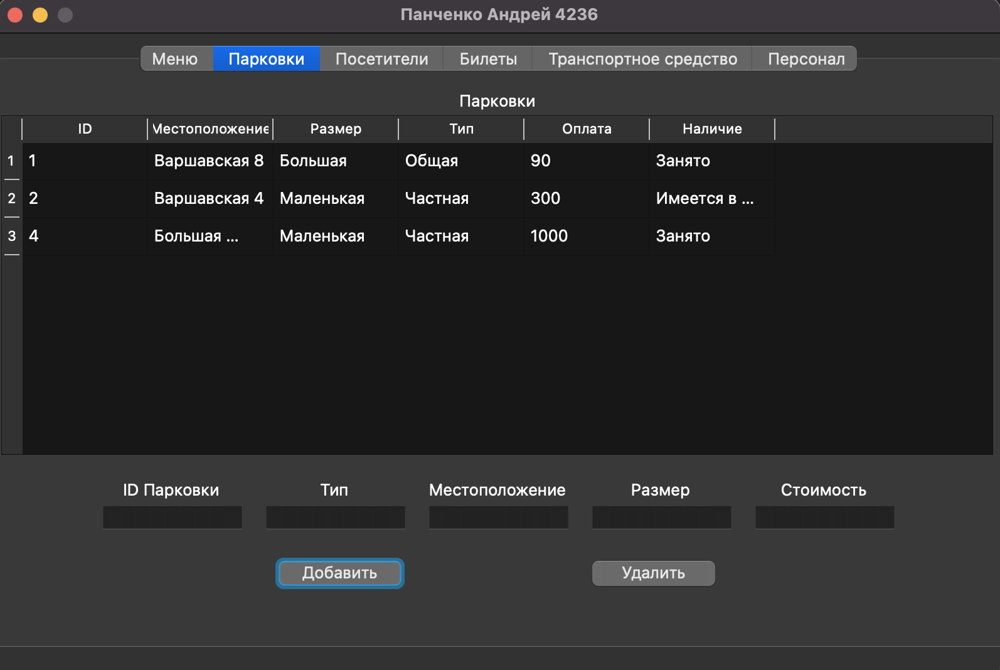 Панченко Андрей 4236
Меню Парковки Посетители Билеты Транспортное средство Персонал
Парковки
ID Местоположение Размер Тип Оплата Наличие
1 1 Варшавская 8 Большая Общая 90 Занято
2 2 Варшавская 4 Маленькая Частная 300 Имеется в ...
3 4 Большая ... Маленькая Частная 1000 Занято
ID Парковки Тип Местоположение Размер Стоимость
Добавить Удалить